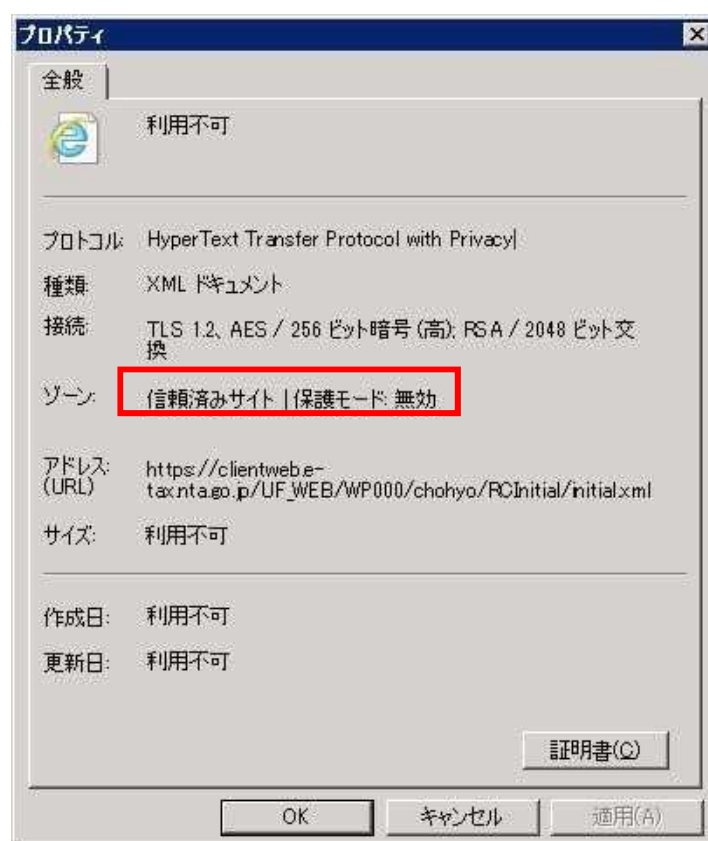 プロパティ
全般
利用不可
プロトコル: HyperText Transfer Protocol with Privacy
種類: XML ドキュメント
接続: TLS 1.2、AES / 256 ビット暗号 (高); RSA / 2048 ビット交
換
ゾーン: 信頼済みサイト | 保護モード: 無効
アドレス: https://clientweb.e-
(URL) tax.nta.go.jp/UF_WEB/WP000/chohyo/RCInitial/initial.xml
サイズ: 利用不可
作成日: 利用不可
更新日: 利用不可
証明書(C)
OK キャンセル 適用(A)